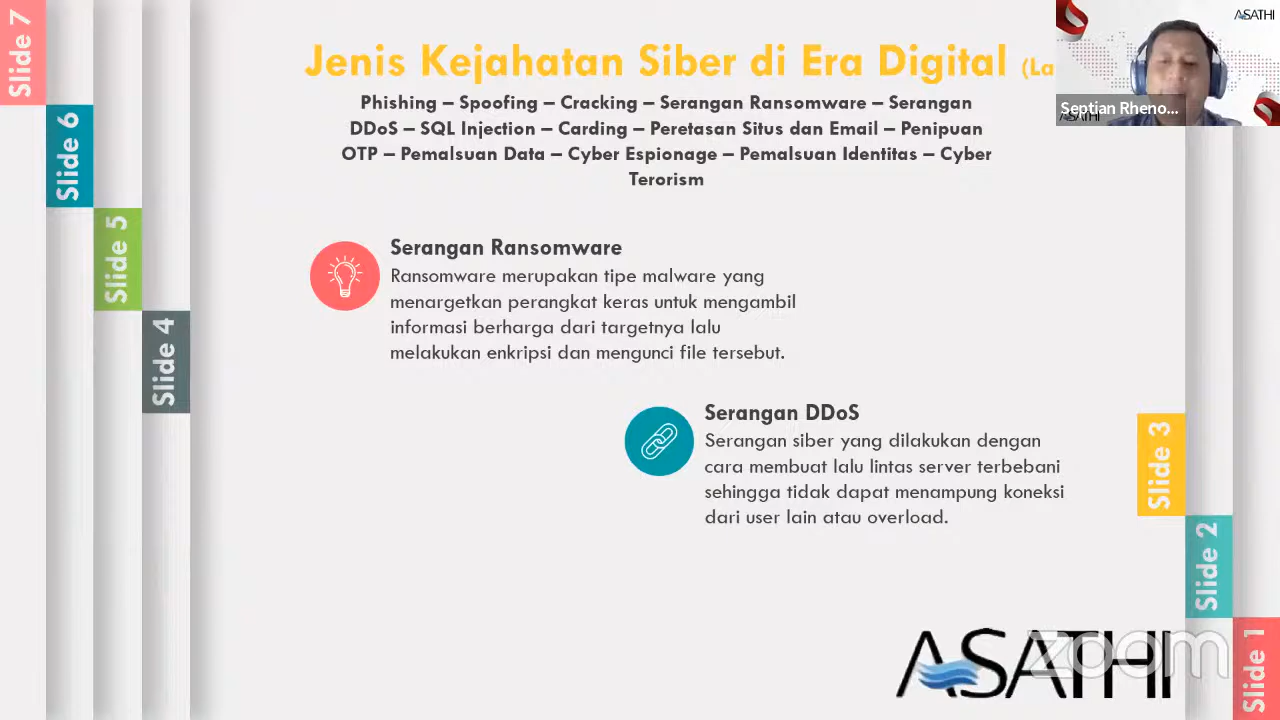 Slide 7
Slide 6
Slide 5
Slide 4
Jenis Kejahatan Siber di Era Digital (La
Phishing – Spoofing – Cracking – Serangan Ransomware – Serangan
DDoS – SQL Injection – Carding – Peretasan Situs dan Email – Penipuan
OTP – Pemalsuan Data – Cyber Espionage – Pemalsuan Identitas – Cyber
Terorism
Serangan Ransomware
Ransomware merupakan tipe malware yang
menargetkan perangkat keras untuk mengambil
informasi berharga dari targetnya lalu
melakukan enkripsi dan mengunci file tersebut.
Serangan DDoS
Serangan siber yang dilakukan dengan
cara membuat lalu lintas server terbebani
sehingga tidak dapat menampung koneksi
dari user lain atau overload.
ASATHI
Septian Rheno...
ASATHI
Slide 3
Slide 2
Slide 1
ASATHI
zoom